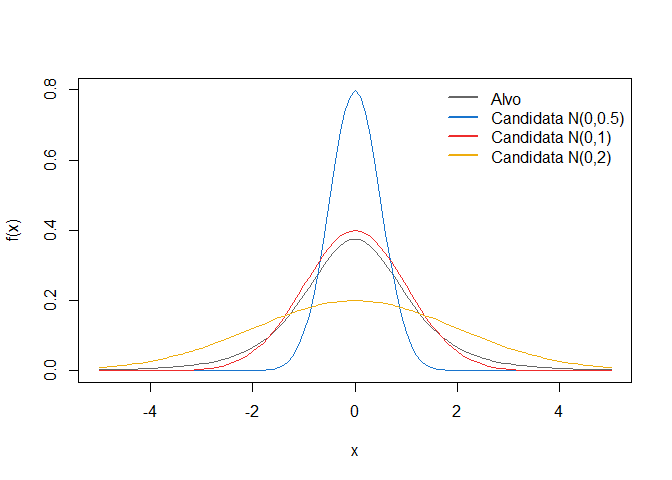 Alvo
Candidata N(0,0.5)
Candidata N(0,1)
Candidata N(0,2)
f(x)
0.8
0.6
0.4
0.2
0.0
-4 -2 0 2 4
x